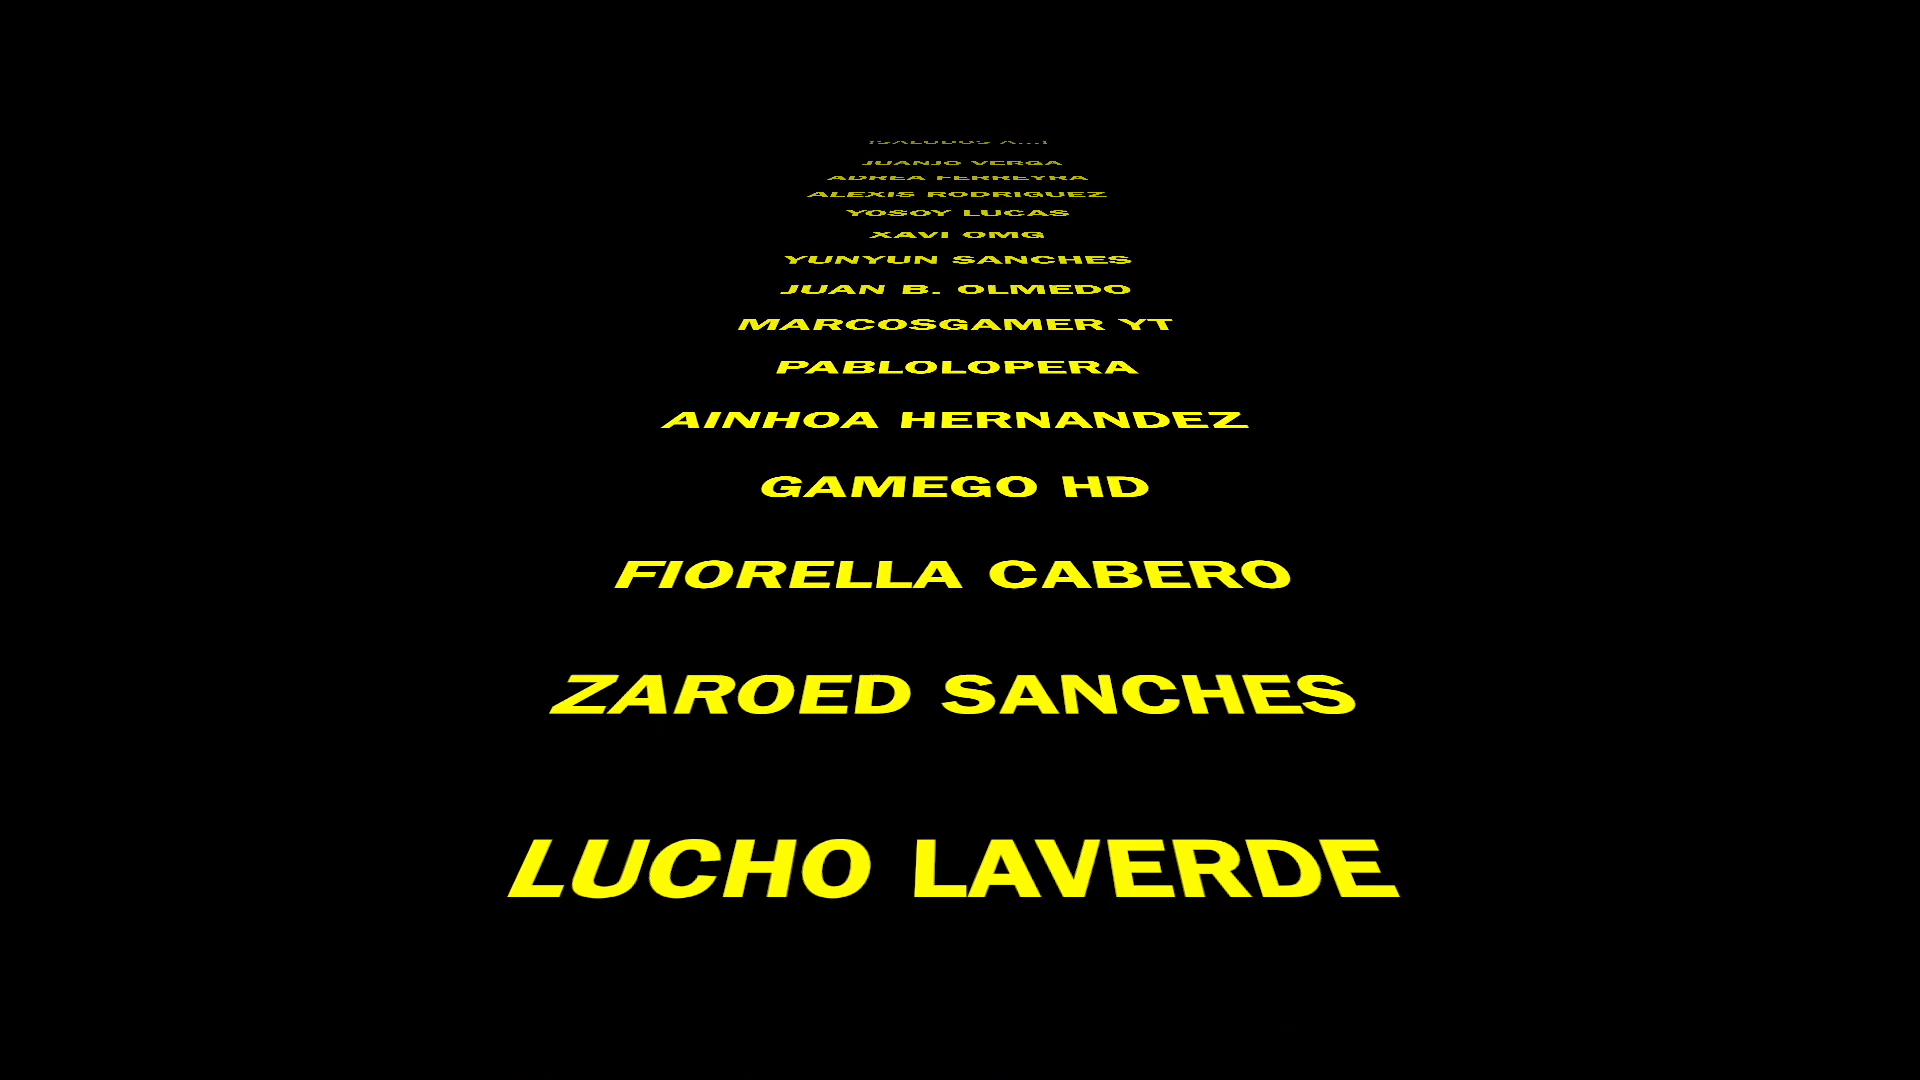 ¡SALUDOS A...!
JUANJO VERGA
ADREA FERREYRA
ALEXIS RODRIGUEZ
YOSOY LUCAS
XAVI OMG
YUNYUN SANCHES
JUAN B. OLMEDO
MARCOSGAMER YT
PABLOLOPERA
AINHOA HERNANDEZ
GAMEGO HD
FIORELLA CABERO
ZAROED SANCHES
LUCHO LAVERDE